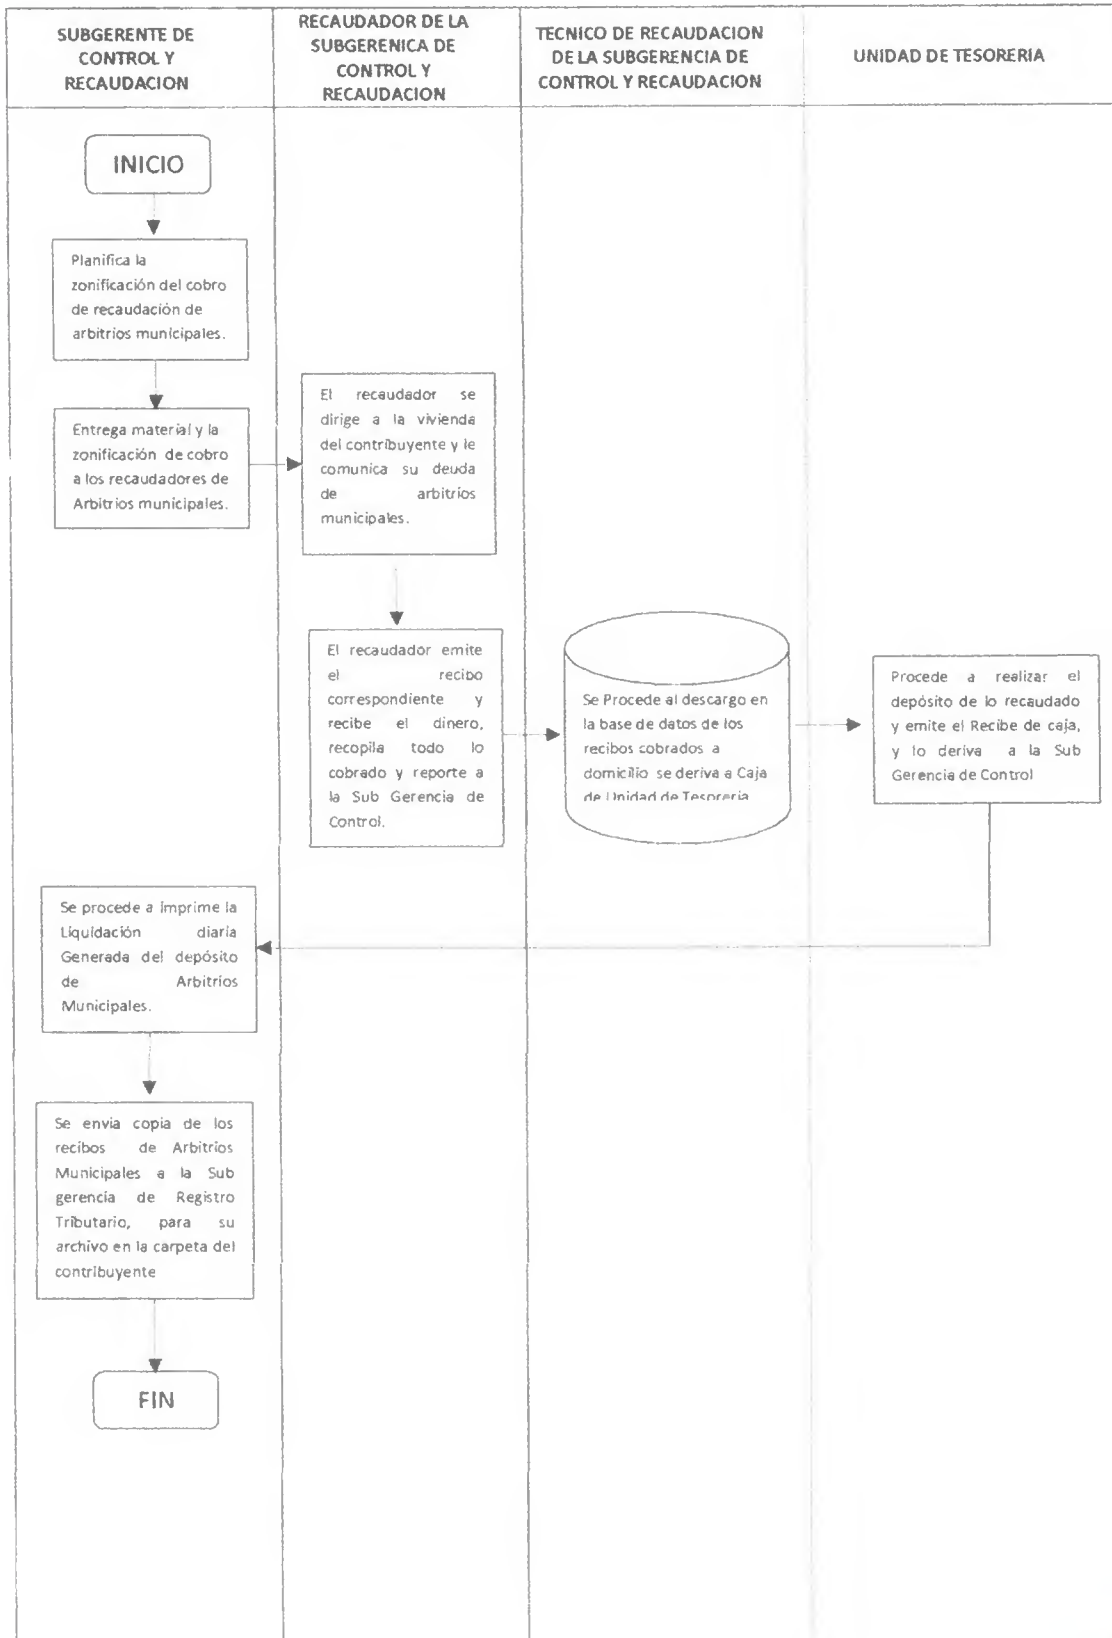 SUBGERENTE DE
CONTROL Y
RECAUDACION
RECAUDADOR DE LA
SUBGERENICA DE
CONTROL Y
RECAUDACION
TECNICO DE RECAUDACION
DE LA SUBGERENCIA DE
CONTROL Y RECAUDACION
UNIDAD DE TESORERIA
INICIO
Planifica la
zonificación del cobro
de recaudación de
arbitrios municipales.
Entrega material y la
zonificación de cobro
a los recaudadores de
Arbitrios municipales.
El recaudador se
dirige a la vivienda
del contribuyente y le
comunica su deuda
de arbitrios
municipales.
El recaudador emite
el recibo
correspondiente y
recibe el dinero,
recopila todo lo
cobrado y reporte a
la Sub Gerencia de
Control.
Se Procede al descargo en
la base de datos de los
recibos cobrados a
domicilio se deriva a Caja
de Unidad de Tesoreria
Procede a realizar el
depósito de lo recaudado
y emite el Recibe de caja,
y lo deriva a la Sub
Gerencia de Control
Se procede a imprime la
Liquidación diaria
Generada del depósito
de Arbitrios
Municipales.
Se envia copia de los
recibos de Arbitrios
Municipales a la Sub
gerencia de Registro
Tributario, para su
archivo en la carpeta del
contribuyente
FIN